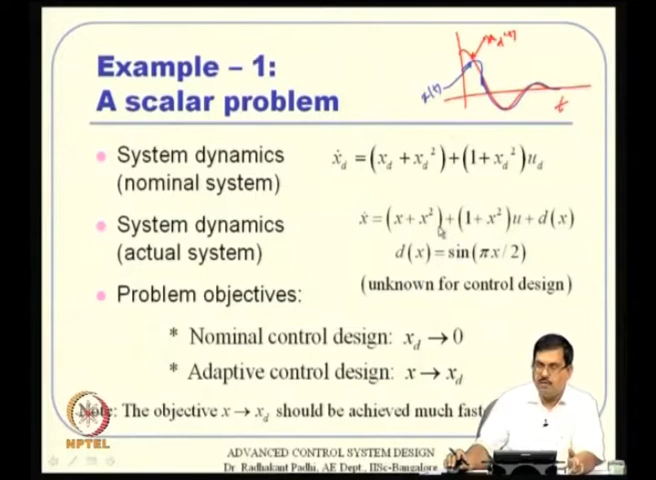 x_d(t)
x(t)
t
Example – 1:
A scalar problem
• System dynamics (nominal system)
ẋ_d = (x_d + x_d²) + (1 + x_d²) u_d
• System dynamics (actual system)
ẋ = (x + x²) + (1 + x²) u + d(x)
d(x) = sin(πx/2)
(unknown for control design)
• Problem objectives:
* Nominal control design: x_d → 0
* Adaptive control design: x → x_d
Note: The objective x → x_d should be achieved much fast
NPTEL
ADVANCED CONTROL SYSTEM DESIGN
Dr Radhakant Padhi, AE Dept., IISc-Bangalore